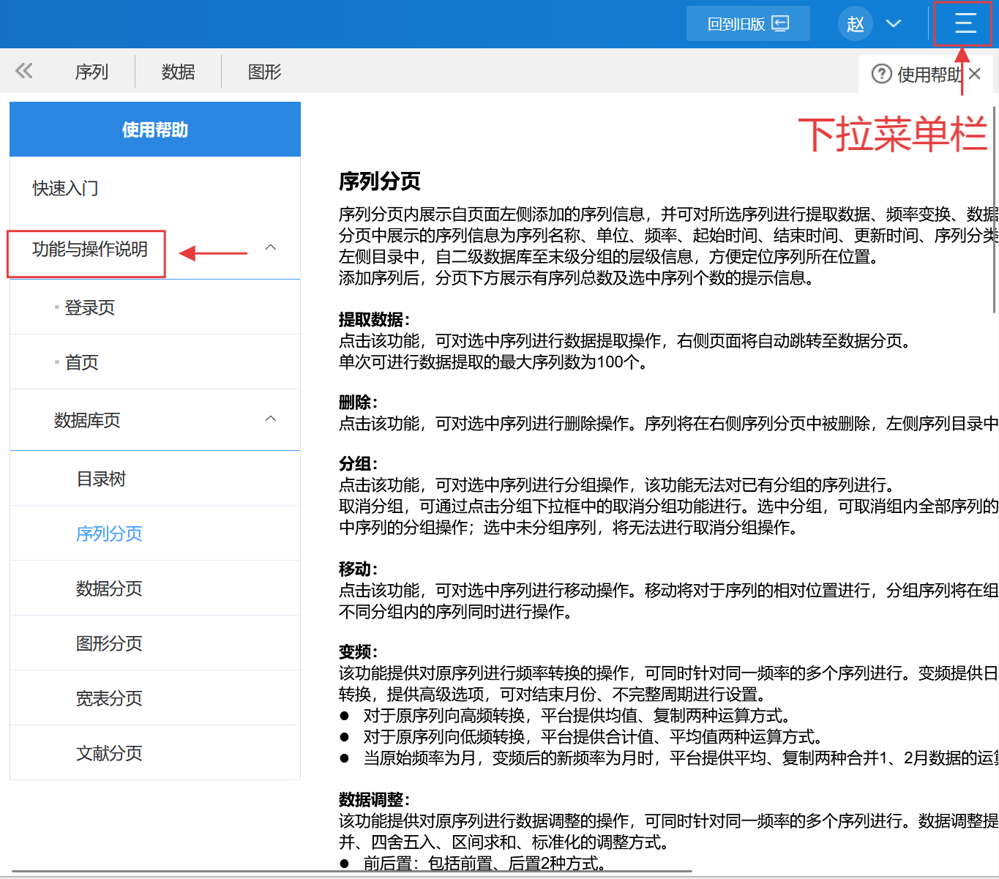 回到旧版
赵
序列
数据
图形
使用帮助
下拉菜单栏
使用帮助
快速入门
功能与操作说明
登录页
首页
数据库页
目录树
序列分页
数据分页
图形分页
宽表分页
文献分页
序列分页
序列分页内展示自页面左侧添加的序列信息，并可对所选序列进行提取数据、频率变换、数据
分页中展示的序列信息为序列名称、单位、频率、起始时间、结束时间、更新时间、序列分类
左侧目录中，自二级数据库至末级分组的层级信息，方便定位序列所在位置。
添加序列后，分页下方展示有序列总数及选中序列个数的提示信息。
提取数据：
点击该功能，可对选中序列进行数据提取操作，右侧页面将自动跳转至数据分页。
单次可进行数据提取的最大序列数为100个。
删除：
点击该功能，可对选中序列进行删除操作。序列将在右侧序列分页中被删除，左侧序列目录中
分组：
点击该功能，可对选中序列进行分组操作，该功能无法对已有分组的序列进行。
取消分组，可通过点击分组下拉框中的取消分组功能进行。选中分组，可取消组内全部序列的
中序列的分组操作；选中未分组序列，将无法进行取消分组操作。
移动：
点击该功能，可对选中序列进行移动操作。移动将对于序列的相对位置进行，分组序列将在组
不同分组内的序列同时进行操作。
变频：
该功能提供对原序列进行频率转换的操作，可同时针对同一频率的多个序列进行。变频提供日
转换，提供高级选项，可对结束月份、不完整周期进行设置。
● 对于原序列向高频转换，平台提供均值、复制两种运算方式。
● 对于原序列向低频转换，平台提供合计值、平均值两种运算方式。
● 当原始频率为月，变频后的新频率为月时，平台提供平均、复制两种合并1、2月数据的运算
数据调整：
该功能提供对原序列进行数据调整的操作，可同时针对同一频率的多个序列进行。数据调整提
并、四舍五入、区间求和、标准化的调整方式。
● 前后置：包括前置、后置2种方式。